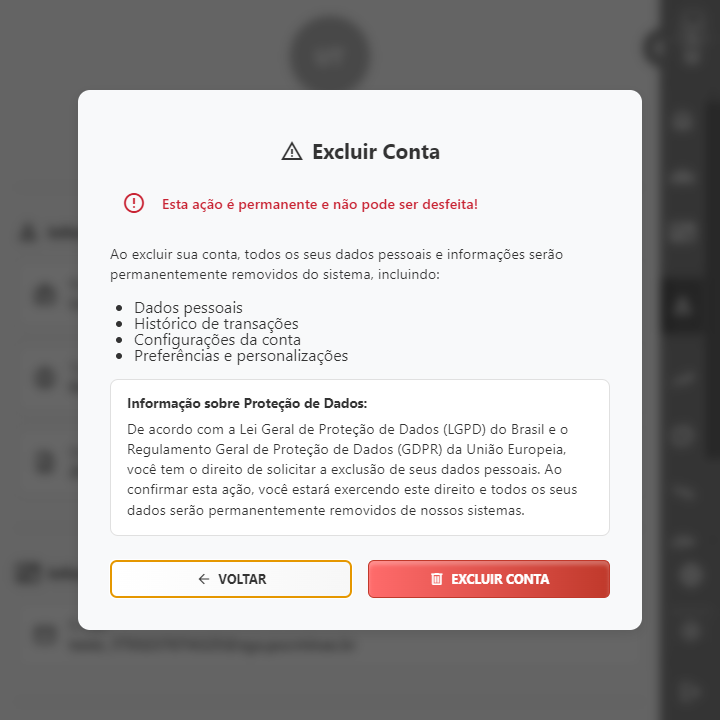 Excluir Conta
Esta ação é permanente e não pode ser desfeita!
Ao excluir sua conta, todos os seus dados pessoais e informações serão
permanentemente removidos do sistema, incluindo:
Dados pessoais
Histórico de transações
Configurações da conta
Preferências e personalizações
Informação sobre Proteção de Dados:
De acordo com a Lei Geral de Proteção de Dados (LGPD) do Brasil e o
Regulamento Geral de Proteção de Dados (GDPR) da União Europeia,
você tem o direito de solicitar a exclusão de seus dados pessoais. Ao
confirmar esta ação, você estará exercendo este direito e todos os seus
dados serão permanentemente removidos de nossos sistemas.
VOLTAR
EXCLUIR CONTA